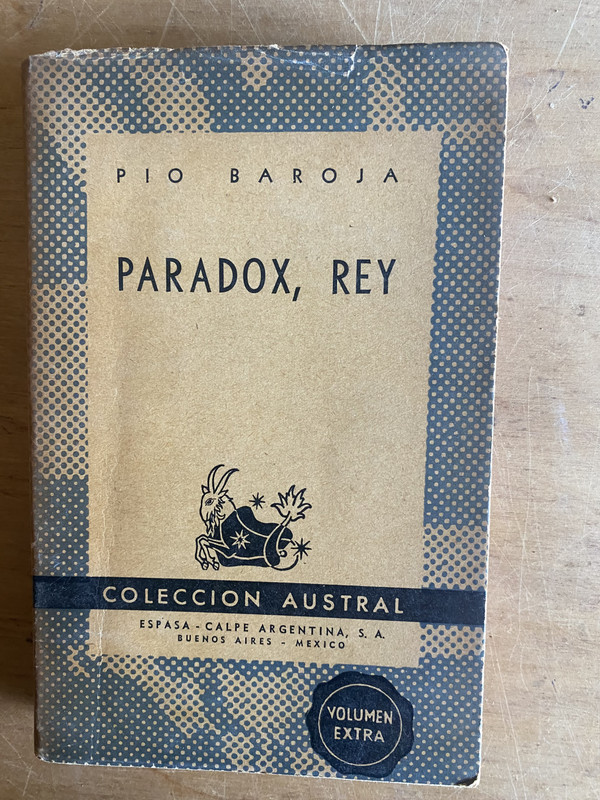 PIO BAROJA
PARADOX, REY
COLECCION AUSTRAL
ESPASA - CALPE ARGENTINA, S. A.
BUENOS AIRES - MEXICO
VOLUMEN
EXTRA